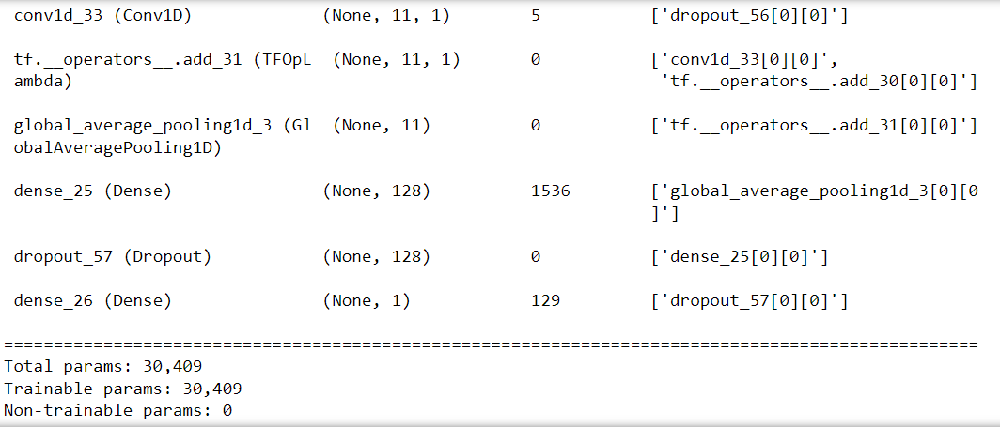 conv1d_33 (Conv1D) (None, 11, 1) 5 ['dropout_56[0][0]']
tf.__operators__.add_31 (TFOpL (None, 11, 1) 0 ['conv1d_33[0][0]',
ambda) 'tf.__operators__.add_30[0][0]']
global_average_pooling1d_3 (Gl (None, 11) 0 ['tf.__operators__.add_31[0][0]']
obalAveragePooling1D)
dense_25 (Dense) (None, 128) 1536 ['global_average_pooling1d_3[0][0
]']
dropout_57 (Dropout) (None, 128) 0 ['dense_25[0][0]']
dense_26 (Dense) (None, 1) 129 ['dropout_57[0][0]']
==================================================================================================
Total params: 30,409
Trainable params: 30,409
Non-trainable params: 0